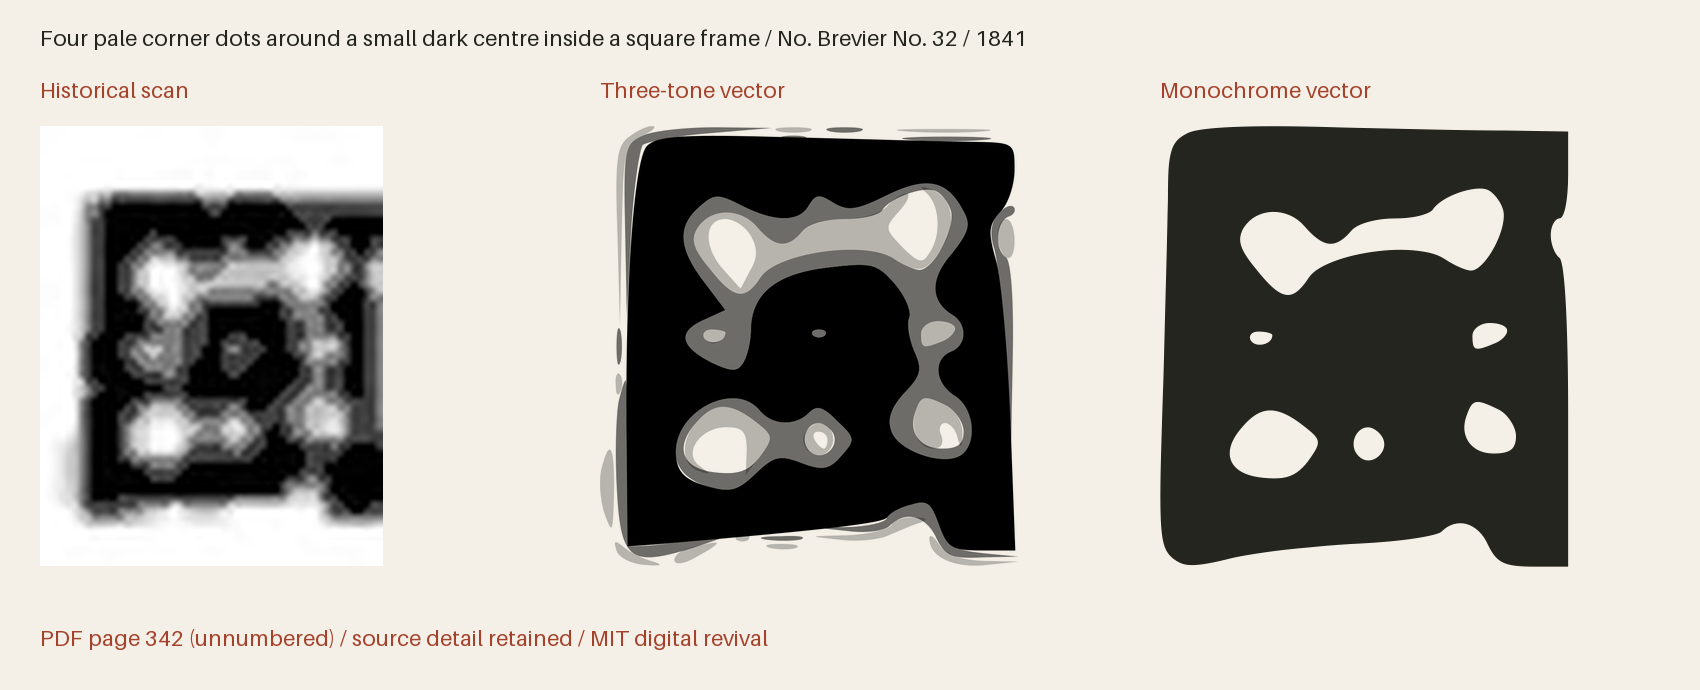 Four pale corner dots around a small dark centre inside a square frame / No. Brevier No. 32 / 1841
Historical scan
Three-tone vector
Monochrome vector
PDF page 342 (unnumbered) / source detail retained / MIT digital revival